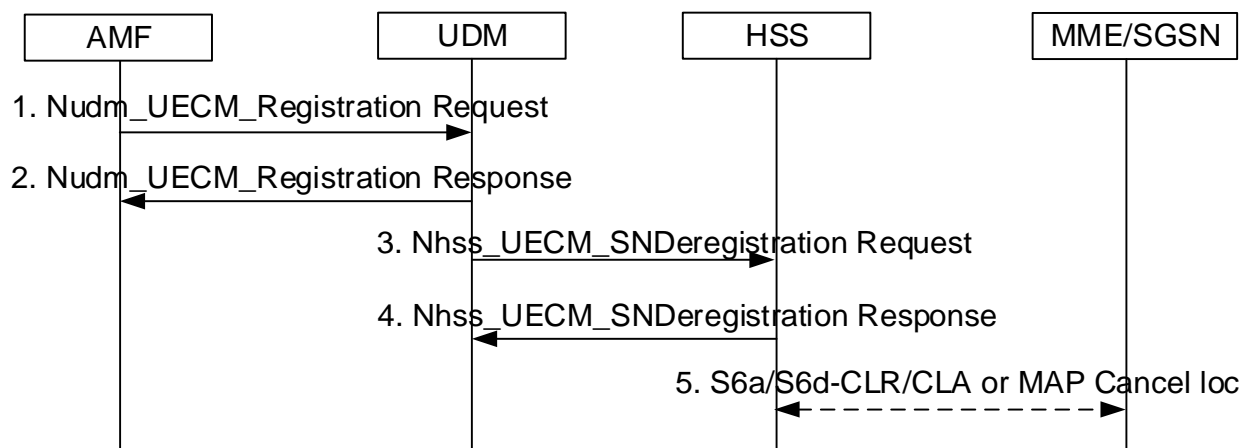 AMF
UDM
HSS
MME/SGSN
1. Nudm_UECM_Registration Request
2. Nudm_UECM_Registration Response
3. Nhss_UECM_SNDeregistration Request
4. Nhss_UECM_SNDeregistration Response
5. S6a/S6d-CLR/CLA or MAP Cancel loc